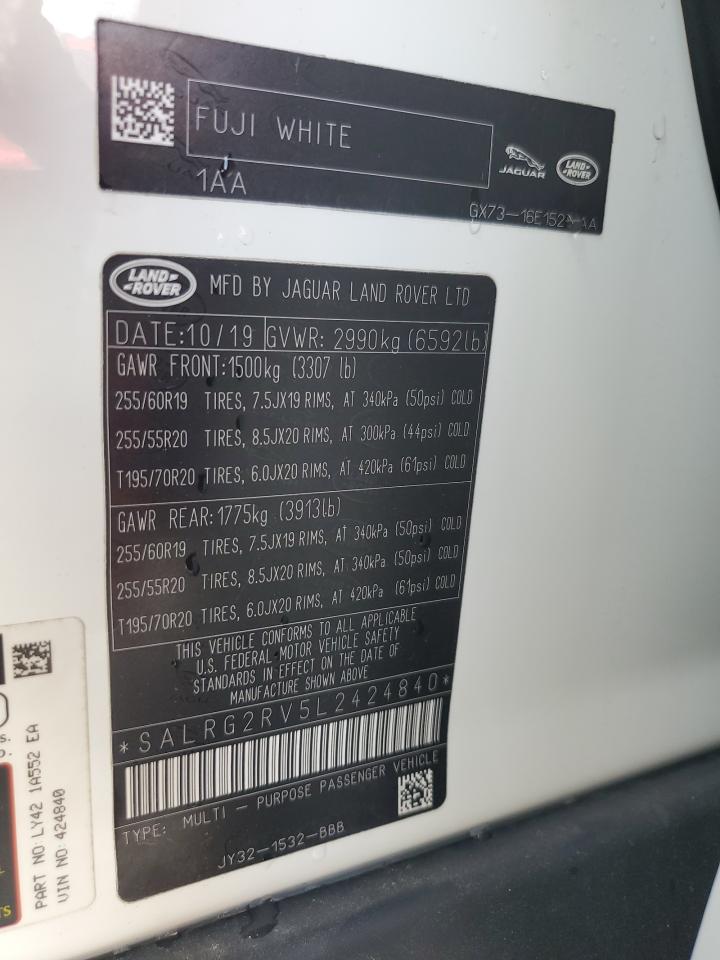 FUJI WHITE
1AA
JAGUAR
LAND ROVER
GX73-16E152A-AA
LAND ROVER
MFD BY JAGUAR LAND ROVER LTD
DATE:10/19 GVWR: 2990kg (6592lb)
GAWR FRONT:1500kg (3307 lb)
255/60R19 TIRES, 7.5JX19 RIMS, AT 340kPa (50psi) COLD
255/55R20 TIRES, 8.5JX20 RIMS, AT 300kPa (44psi) COLD
T195/70R20 TIRES, 6.0JX20 RIMS, AT 420kPa (61psi) COLD
GAWR REAR:1775kg (3913lb)
255/60R19 TIRES, 7.5JX19 RIMS, AT 340kPa (50psi) COLD
255/55R20 TIRES, 8.5JX20 RIMS, AT 340kPa (50psi) COLD
T195/70R20 TIRES, 6.0JX20 RIMS, AT 420kPa (61psi) COLD
THIS VEHICLE CONFORMS TO ALL APPLICABLE
U.S. FEDERAL MOTOR VEHICLE SAFETY
STANDARDS IN EFFECT ON THE DATE OF
MANUFACTURE SHOWN ABOVE
*SALRG2RV5L2424840*
TYPE: MULTI - PURPOSE PASSENGER VEHICLE
JY32-1532-BBB
PART NO:LY42 1A552 EA
VIN NO:424840